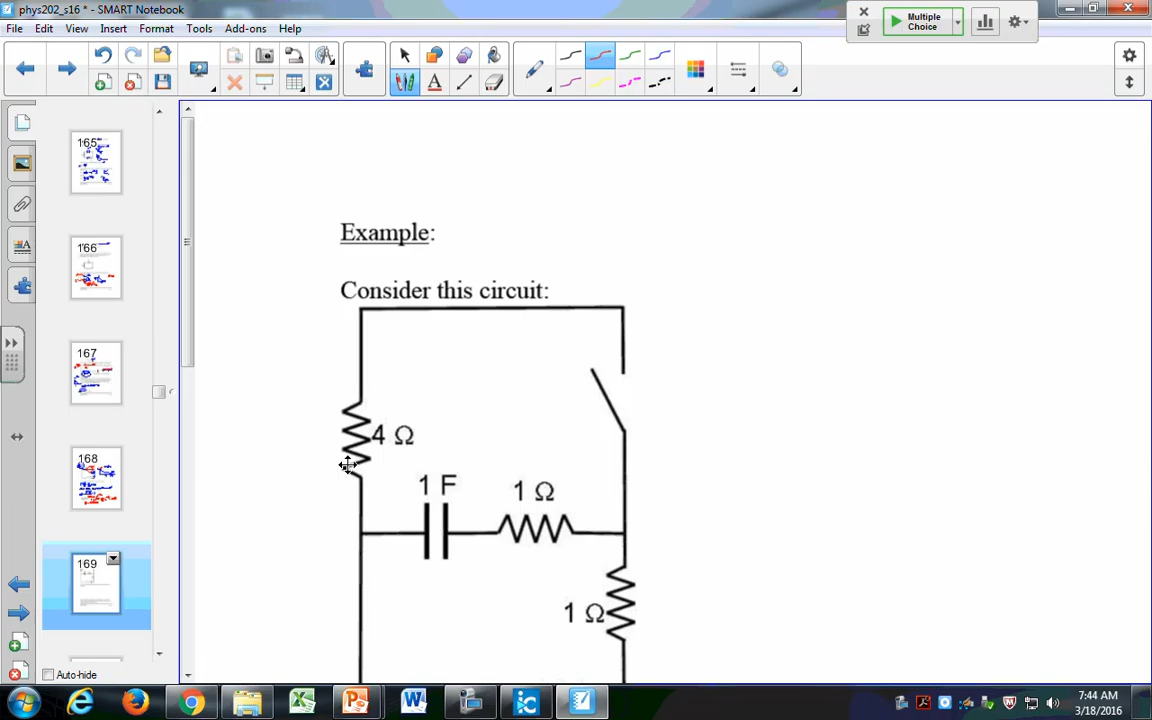 phys202_s16 * - SMART Notebook
Multiple
Choice
File Edit View Insert Format Tools Add-ons Help
A
165
166
167
168
169
Auto-hide
Example:
Consider this circuit:
4 Ω
1 F
1 Ω
1 Ω
7:44 AM
3/18/2016